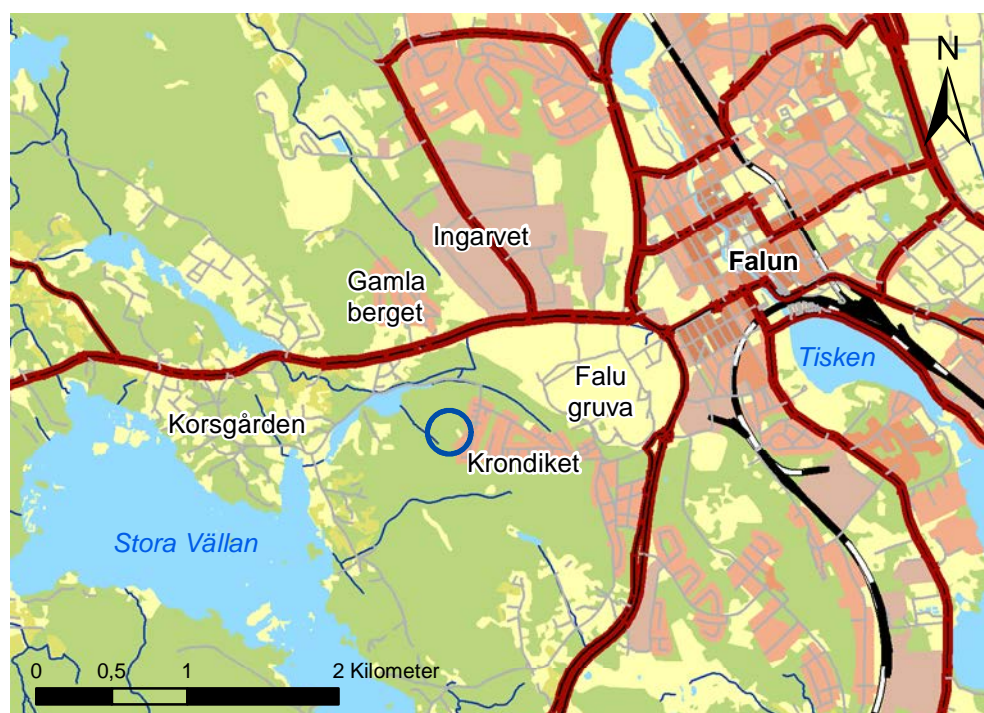 N
Ingarvet
Falun
Gamla
berget
Tisken
Falu
gruva
Korsgården
Krondiket
Stora Vällan
0 0,5 1 2 Kilometer